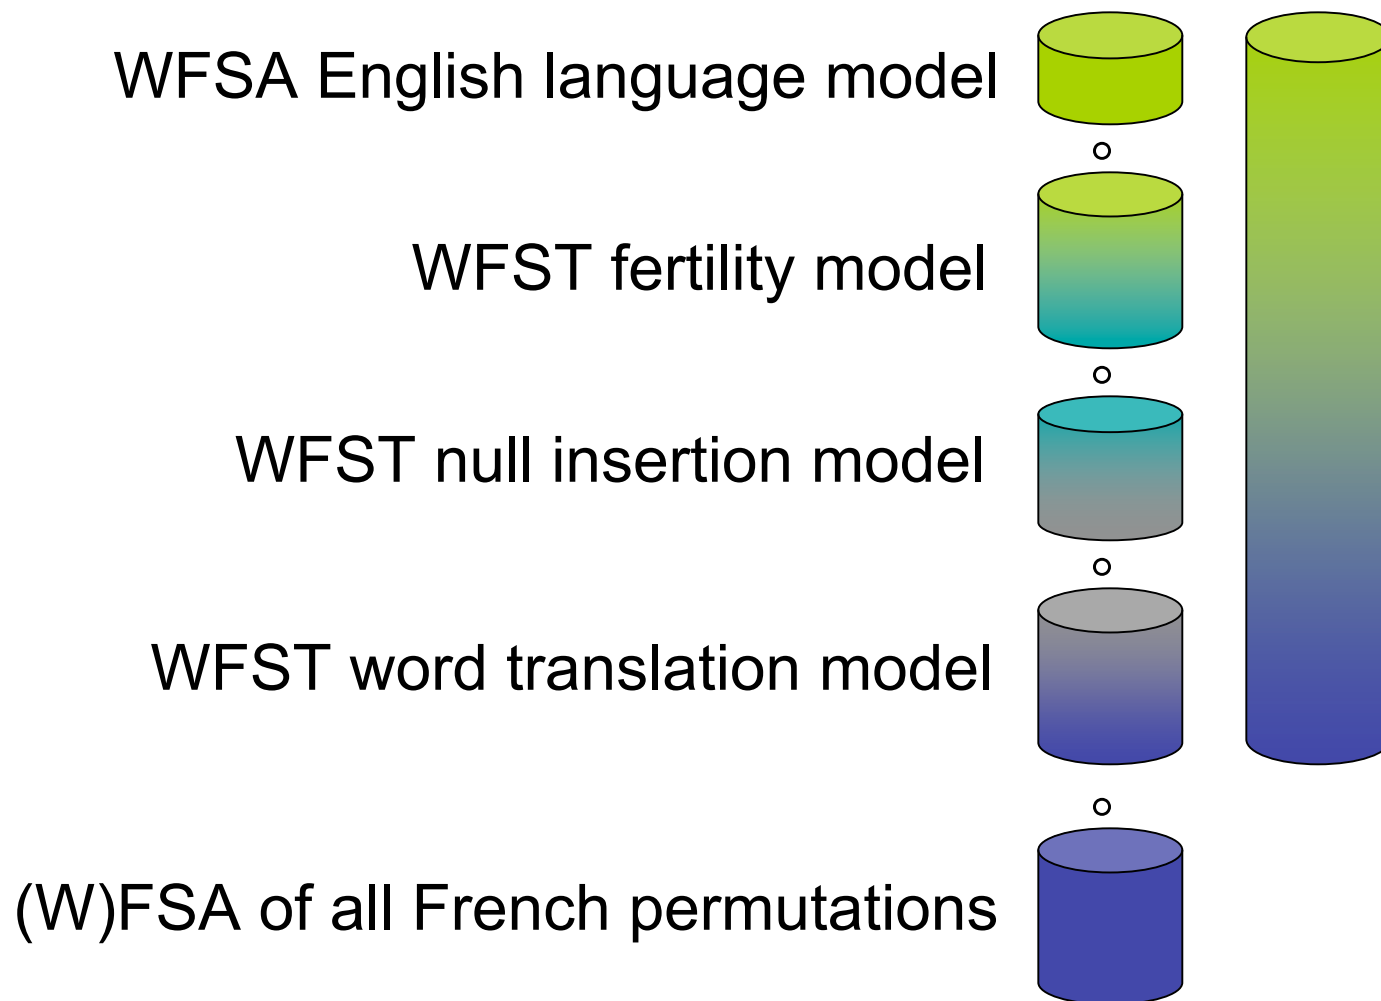 WFSA English language model
WFST fertility model
WFST null insertion model
WFST word translation model
(W)FSA of all French permutations